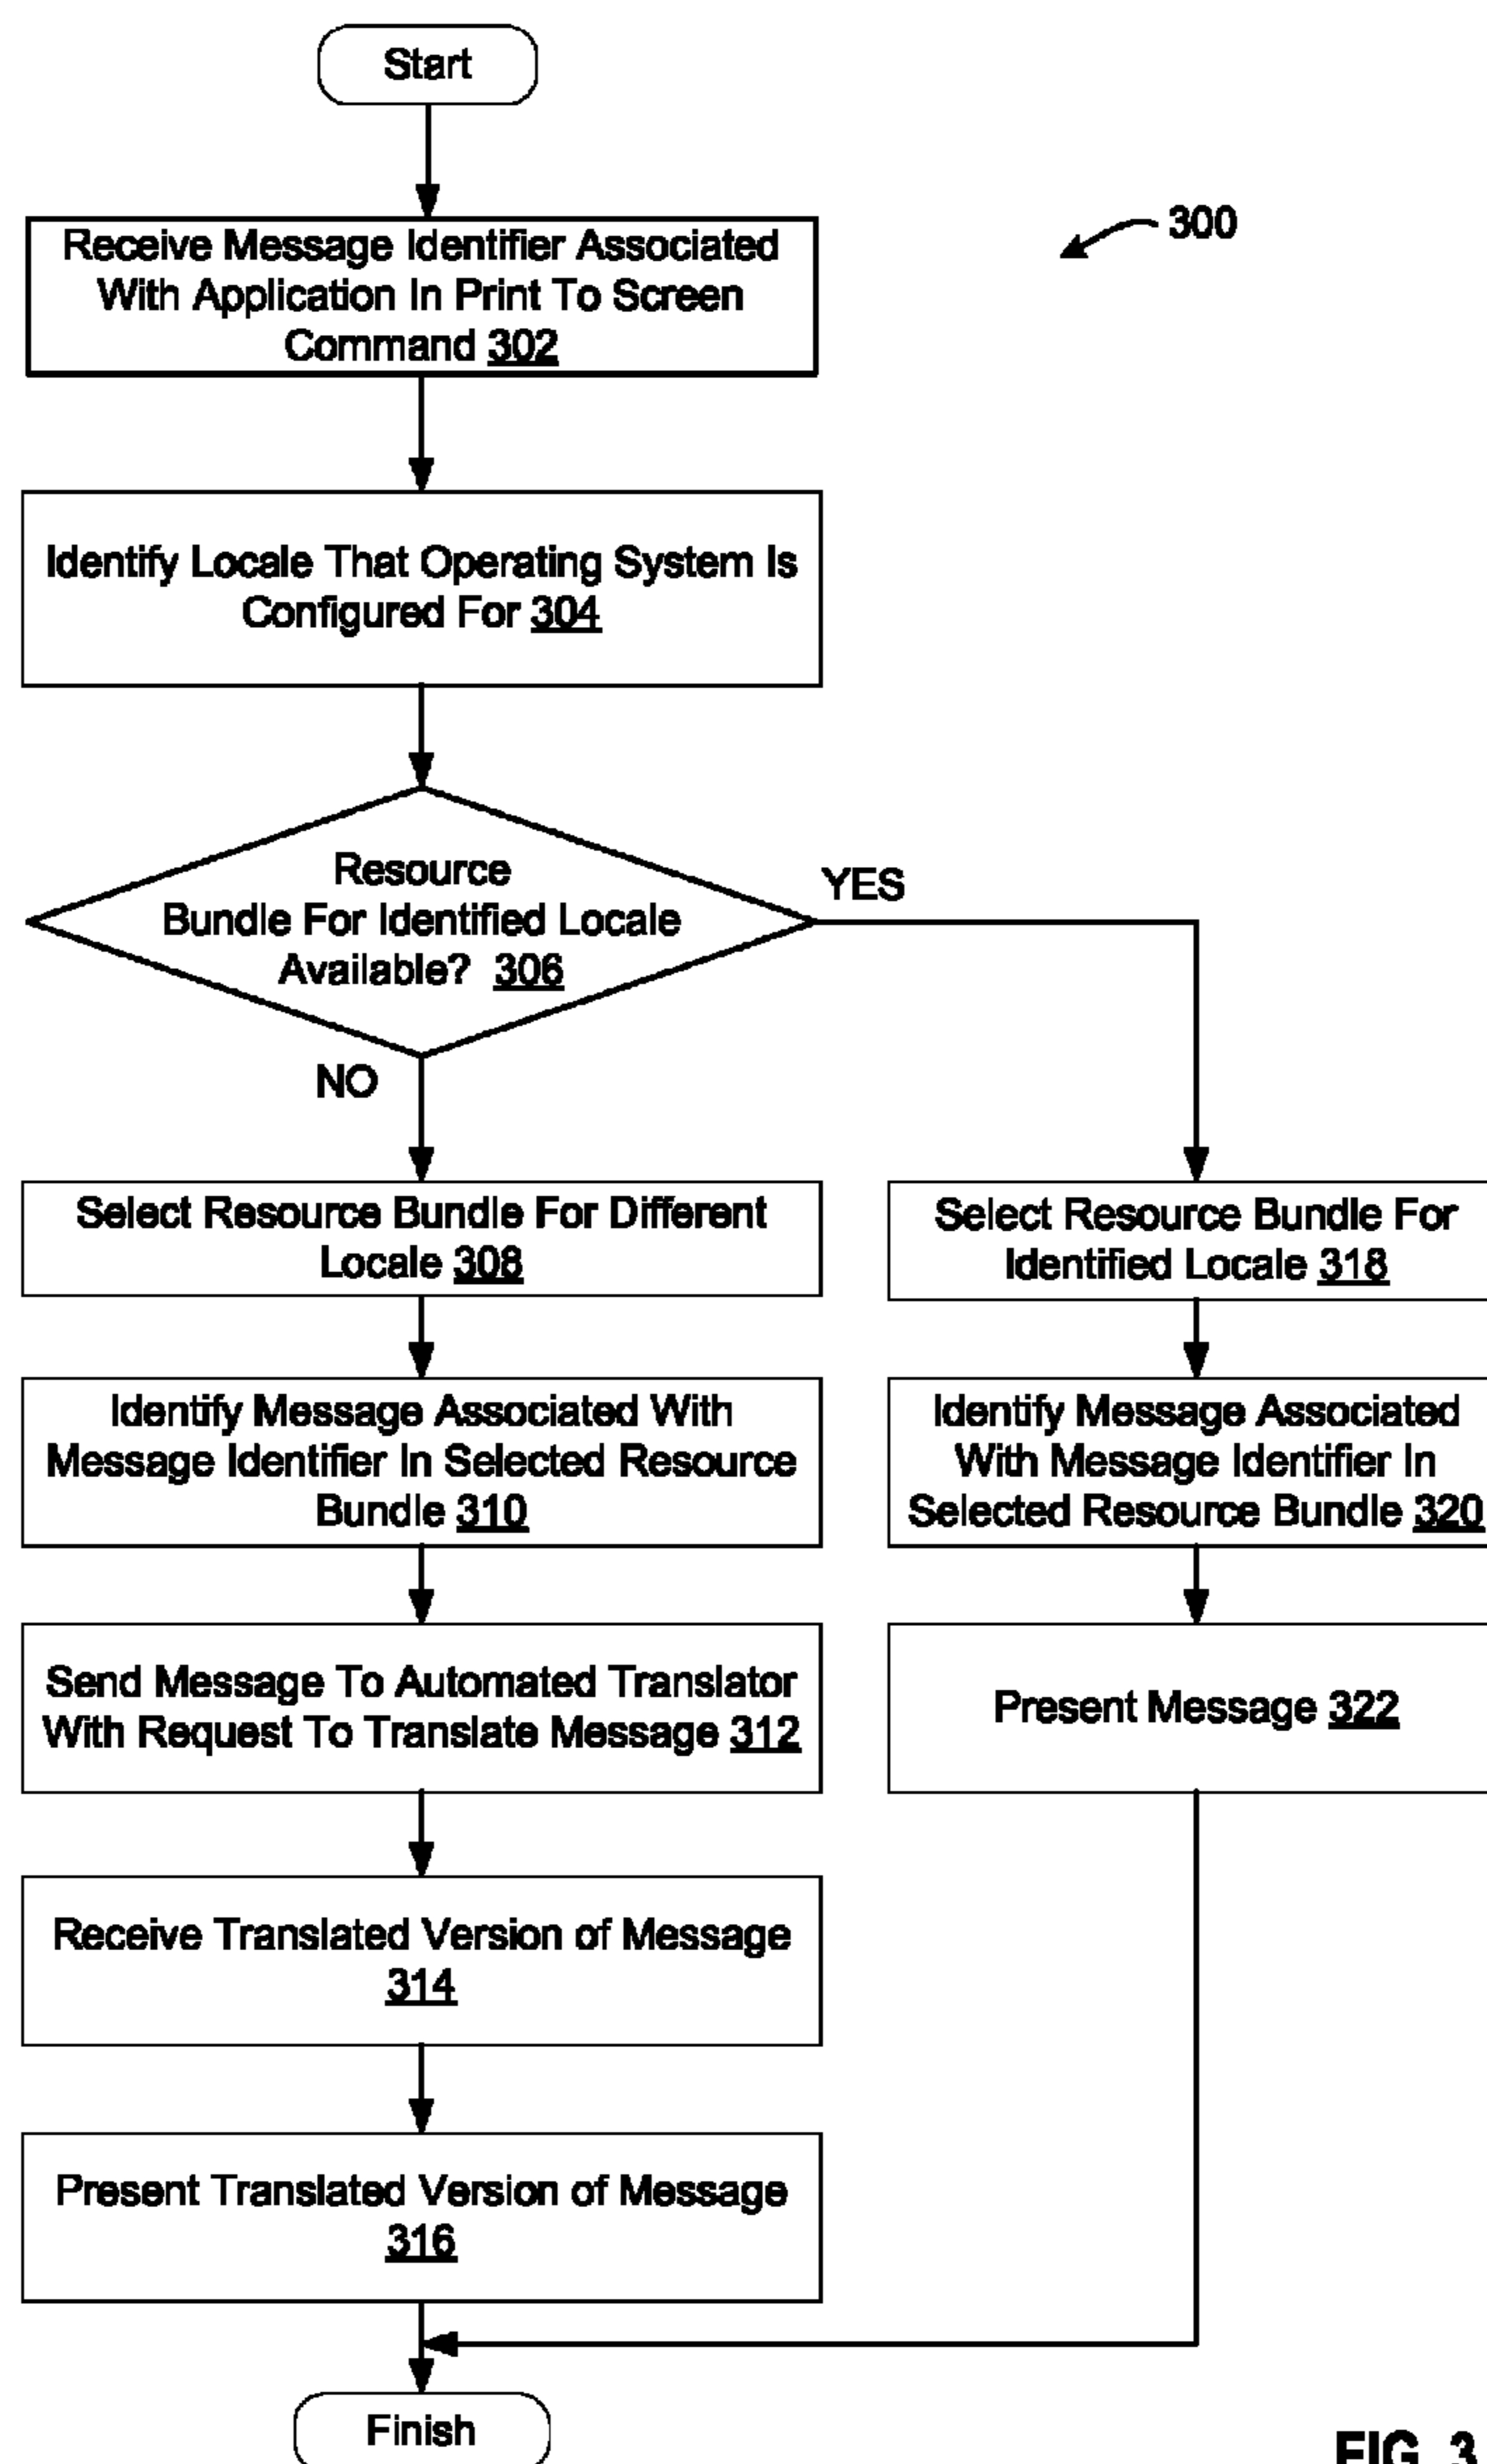 Start
300
Receive Message Identifier Associated
With Application In Print To Screen
Command 302
Identify Locale That Operating System Is
Configured For 304
Resource
Bundle For Identified Locale
Available? 306
YES
NO
Select Resource Bundle For Different
Locale 308
Identify Message Associated With
Message Identifier In Selected Resource
Bundle 310
Send Message To Automated Translator
With Request To Translate Message 312
Receive Translated Version of Message
314
Present Translated Version of Message
316
Select Resource Bundle For
Identified Locale 318
Identify Message Associated
With Message Identifier In
Selected Resource Bundle 320
Present Message 322
Finish
FIG. 3